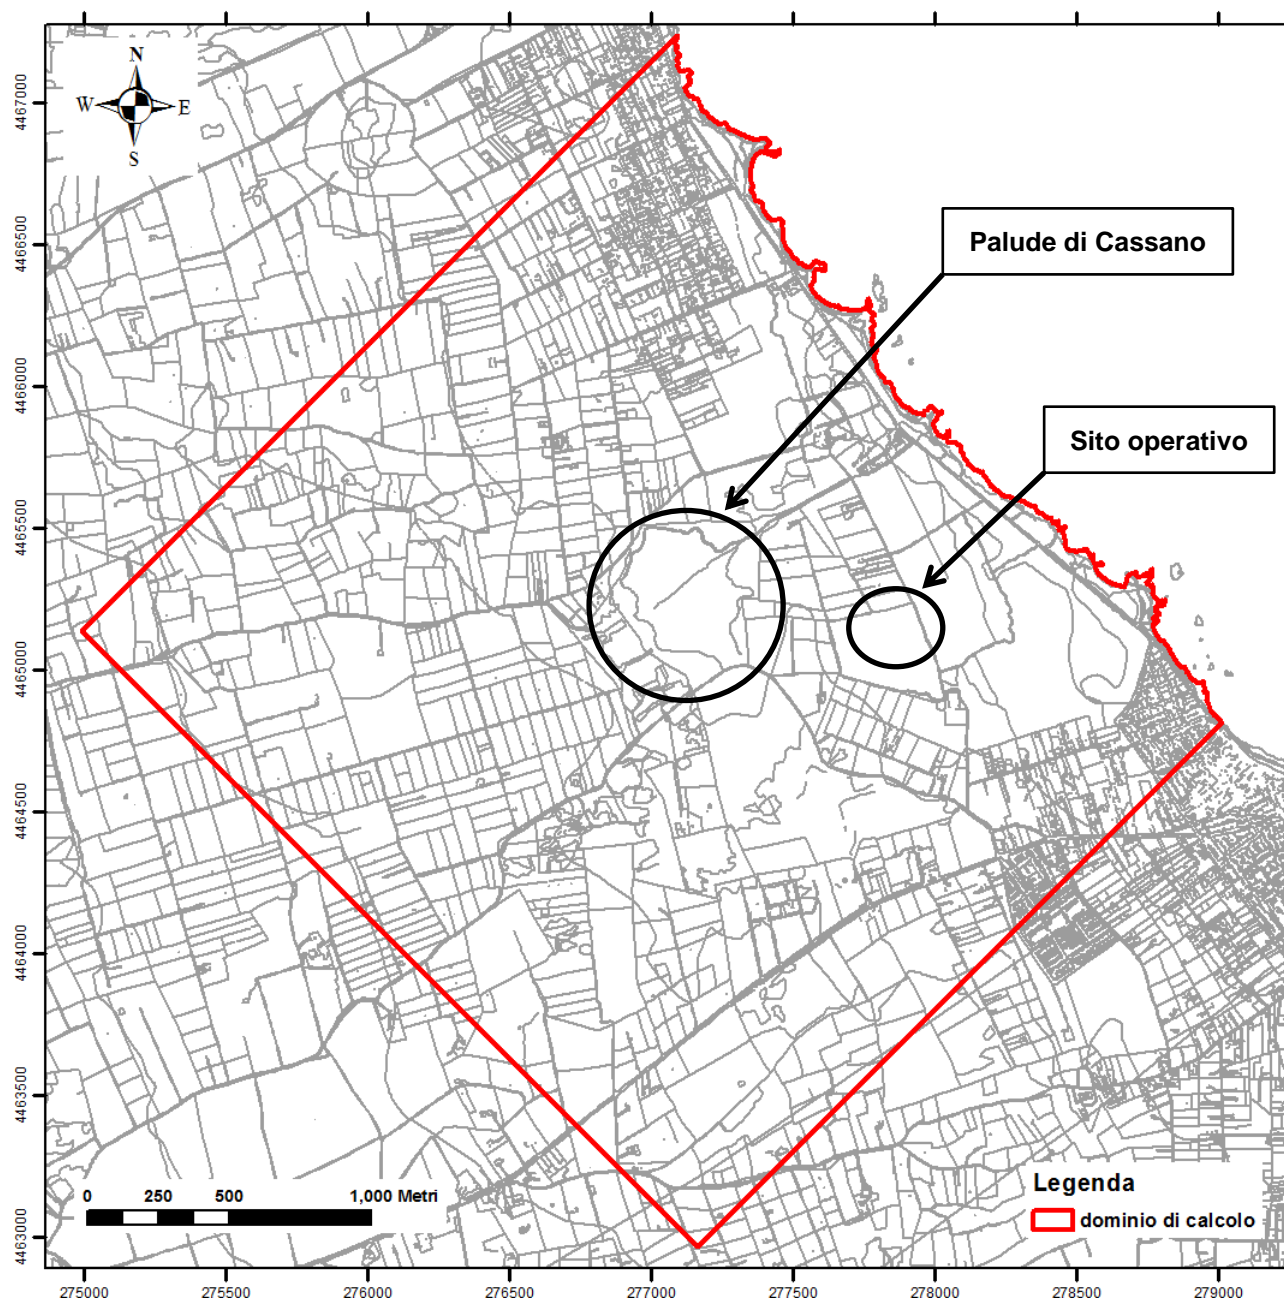 N
W E
S
4467000
4466500
4466000
4465500
4465000
4464500
4464000
4463500
4463000
Palude di Cassano
Sito operativo
0 250 500 1,000 Metri
Legenda
dominio di calcolo
275000 275500 276000 276500 277000 277500 278000 278500 279000